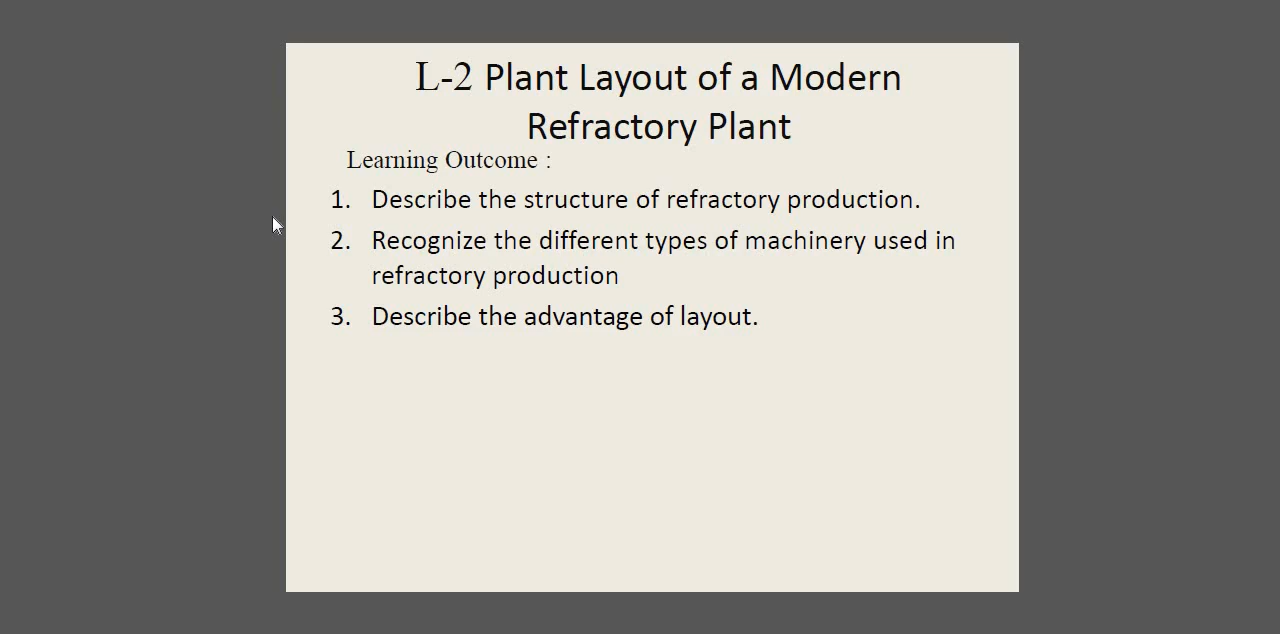 L-2 Plant Layout of a Modern
Refractory Plant
Learning Outcome :
1. Describe the structure of refractory production.
2. Recognize the different types of machinery used in
refractory production
3. Describe the advantage of layout.